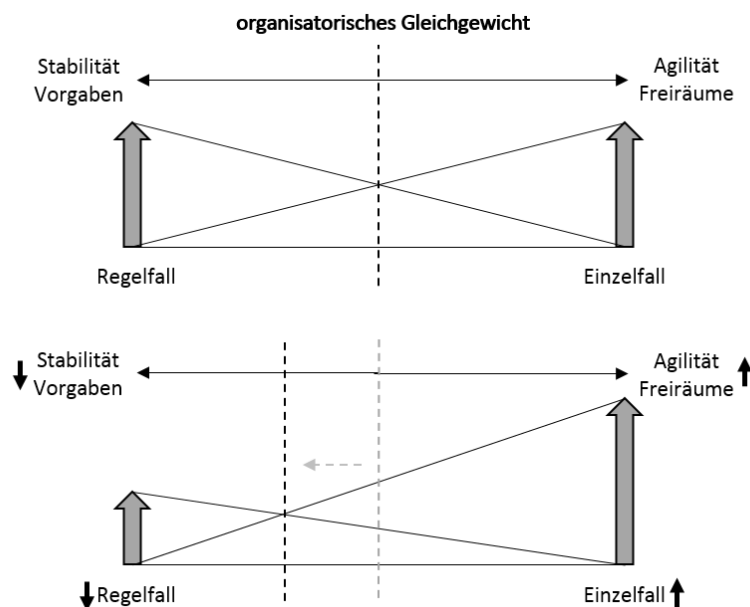 organisatorisches Gleichgewicht
Stabilität
Vorgaben
Agilität
Freiräume
Regelfall
Einzelfall
Stabilität
Vorgaben
Agilität
Freiräume
Regelfall
Einzelfall